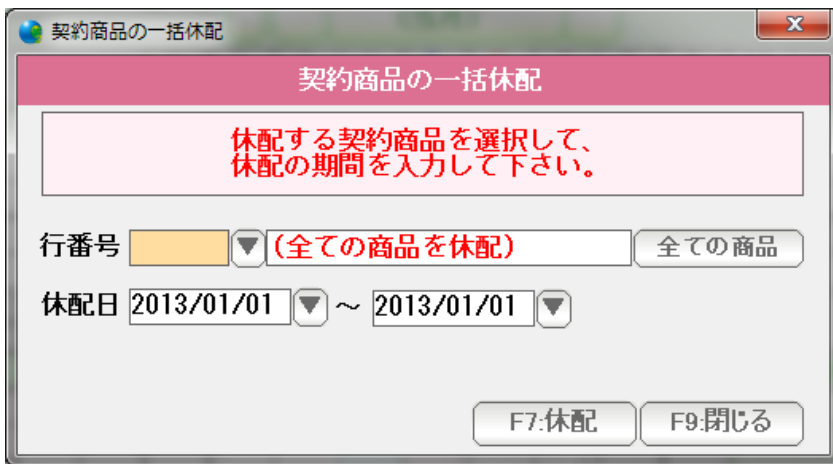 契約商品の一括休配
契約商品の一括休配
休配する契約商品を選択して、
休配の期間を入力して下さい。
行番号 (全ての商品を休配) 全ての商品
休配日 2013/01/01 ～ 2013/01/01
F7:休配 F9:閉じる